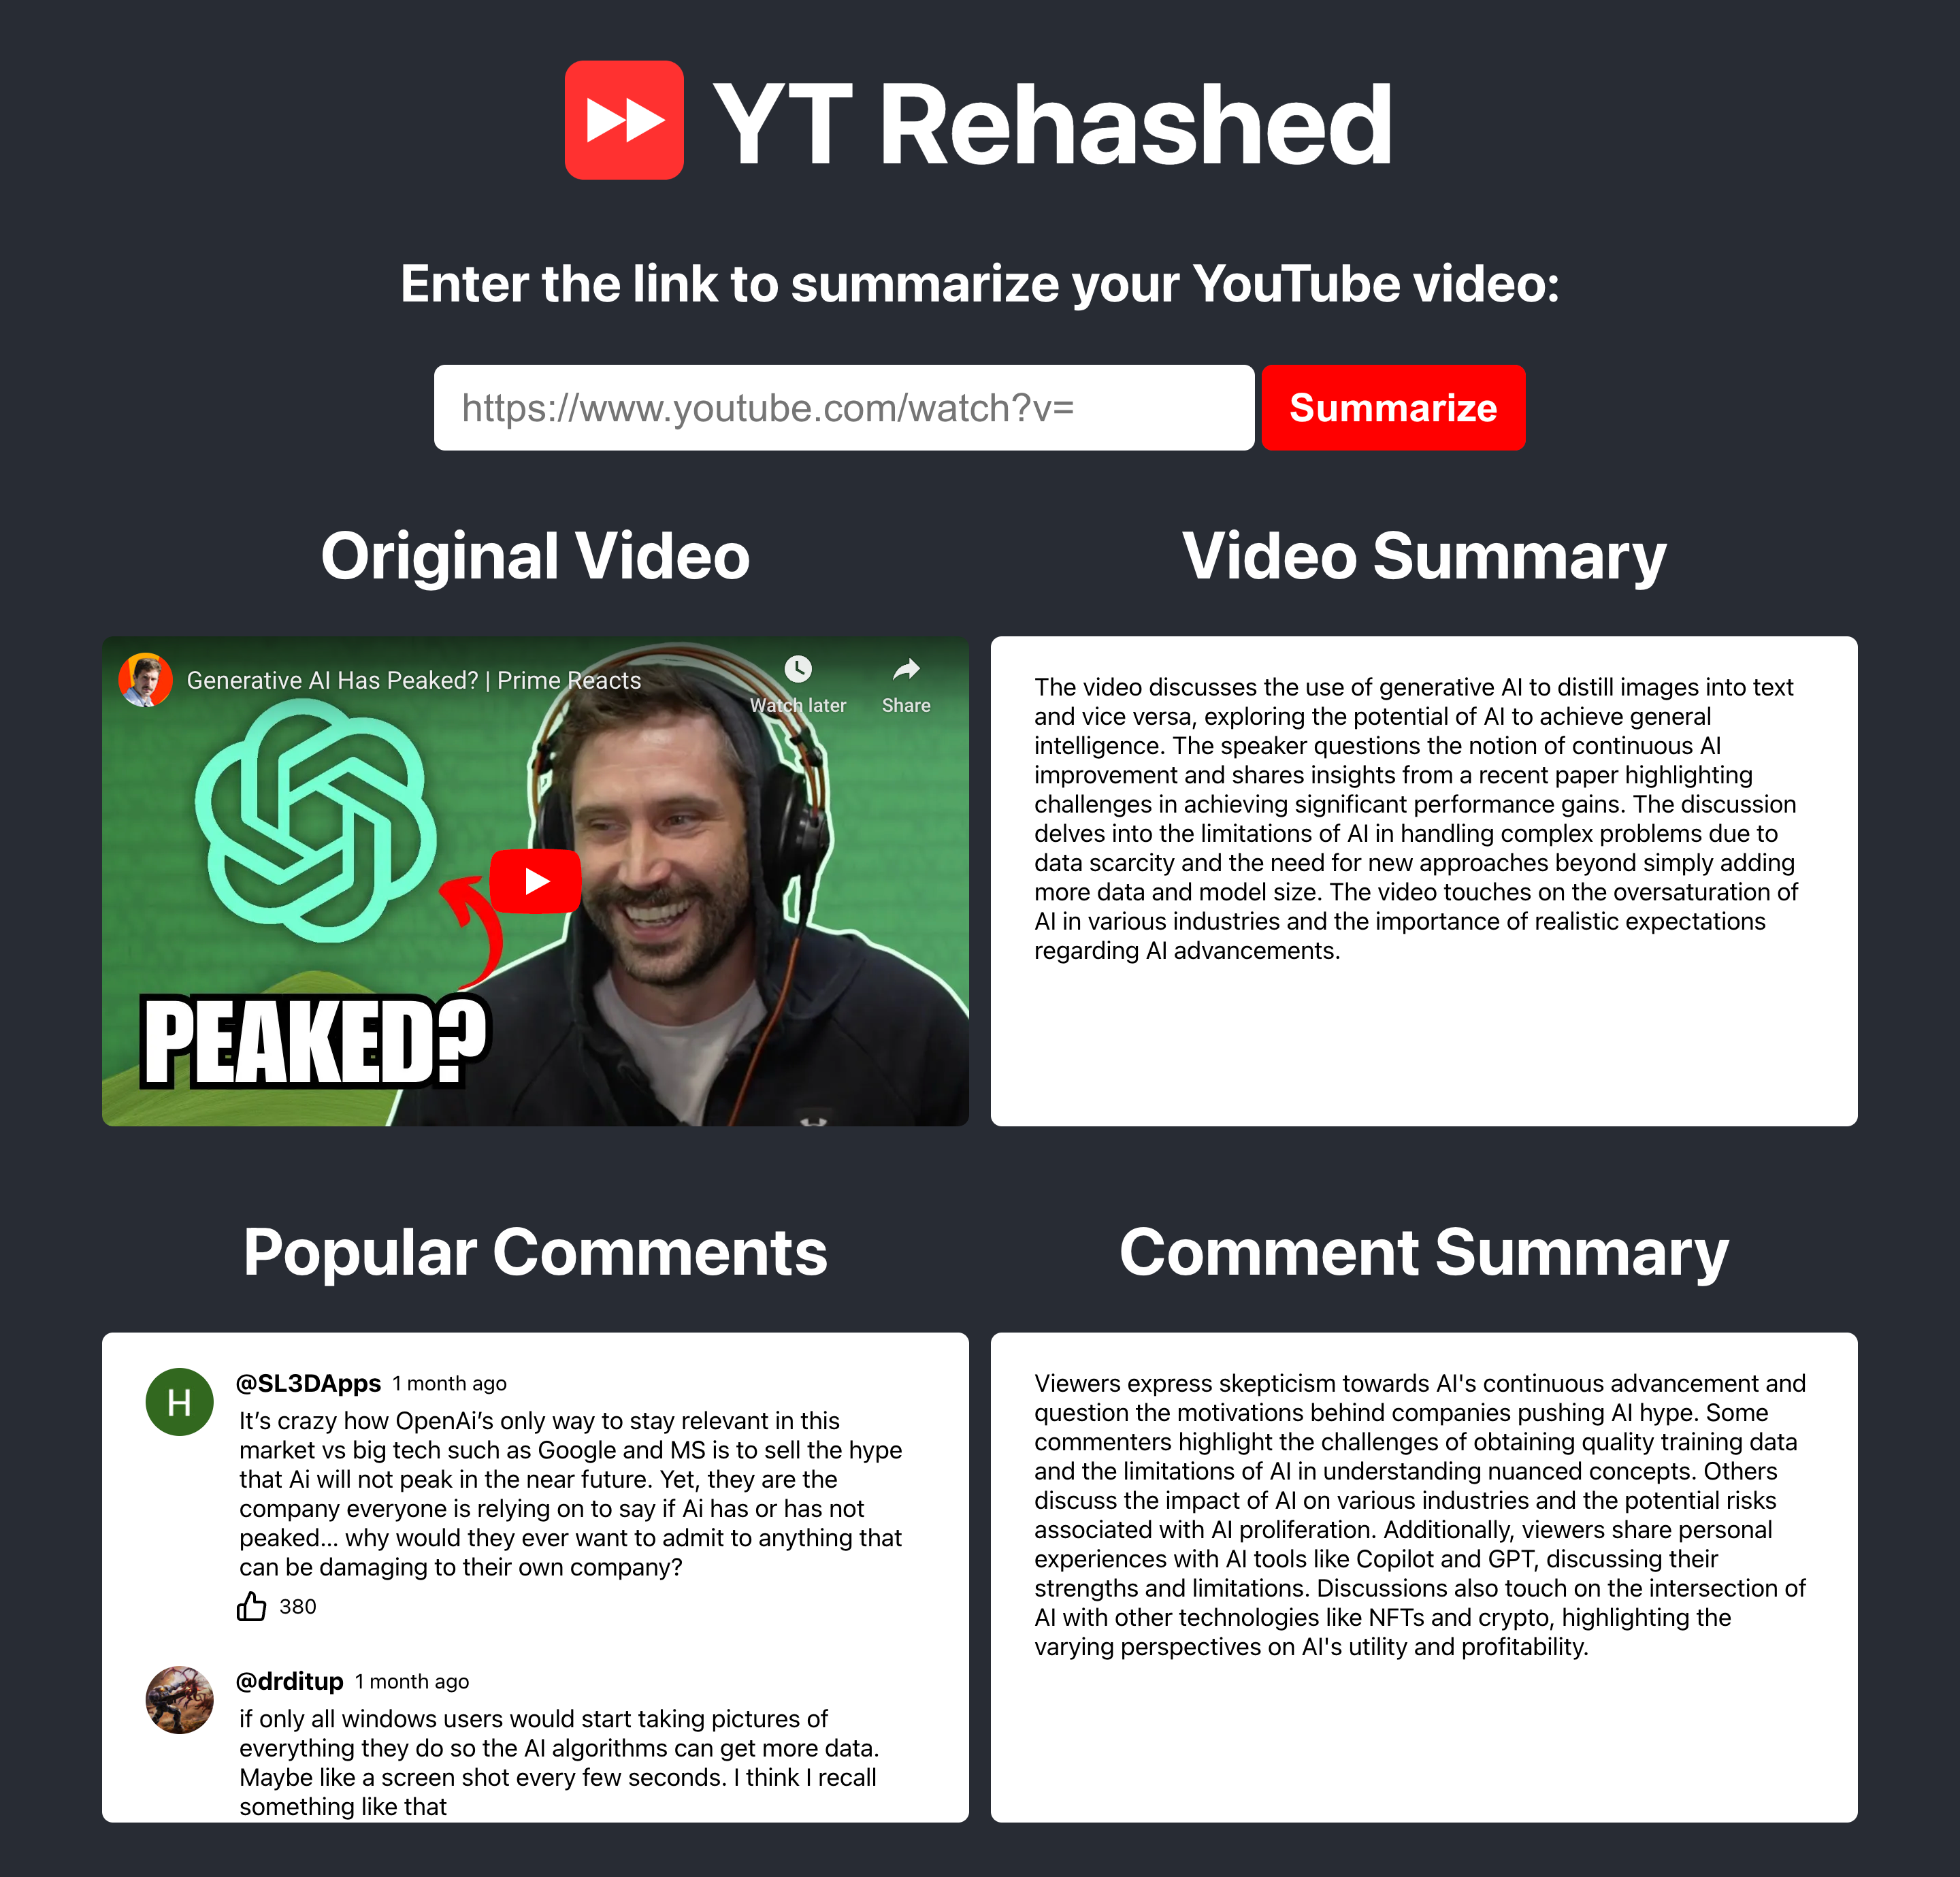 YT Rehashed
Enter the link to summarize your YouTube video:
https://www.youtube.com/watch?v=
Summarize
Original Video
Generative AI Has Peaked? | Prime Reacts
Watch later
Share
PEAKED?
Video Summary
The video discusses the use of generative AI to distill images into text
and vice versa, exploring the potential of AI to achieve general
intelligence. The speaker questions the notion of continuous AI
improvement and shares insights from a recent paper highlighting
challenges in achieving significant performance gains. The discussion
delves into the limitations of AI in handling complex problems due to
data scarcity and the need for new approaches beyond simply adding
more data and model size. The video touches on the oversaturation of
AI in various industries and the importance of realistic expectations
regarding AI advancements.
Popular Comments
H
@SL3DApps 1 month ago
It’s crazy how OpenAi’s only way to stay relevant in this
market vs big tech such as Google and MS is to sell the hype
that Ai will not peak in the near future. Yet, they are the
company everyone is relying on to say if Ai has or has not
peaked... why would they ever want to admit to anything that
can be damaging to their own company?
380
@drditup 1 month ago
if only all windows users would start taking pictures of
everything they do so the AI algorithms can get more data.
Maybe like a screen shot every few seconds. I think I recall
something like that
Comment Summary
Viewers express skepticism towards AI's continuous advancement and
question the motivations behind companies pushing AI hype. Some
commenters highlight the challenges of obtaining quality training data
and the limitations of AI in understanding nuanced concepts. Others
discuss the impact of AI on various industries and the potential risks
associated with AI proliferation. Additionally, viewers share personal
experiences with AI tools like Copilot and GPT, discussing their
strengths and limitations. Discussions also touch on the intersection of
AI with other technologies like NFTs and crypto, highlighting the
varying perspectives on AI's utility and profitability.